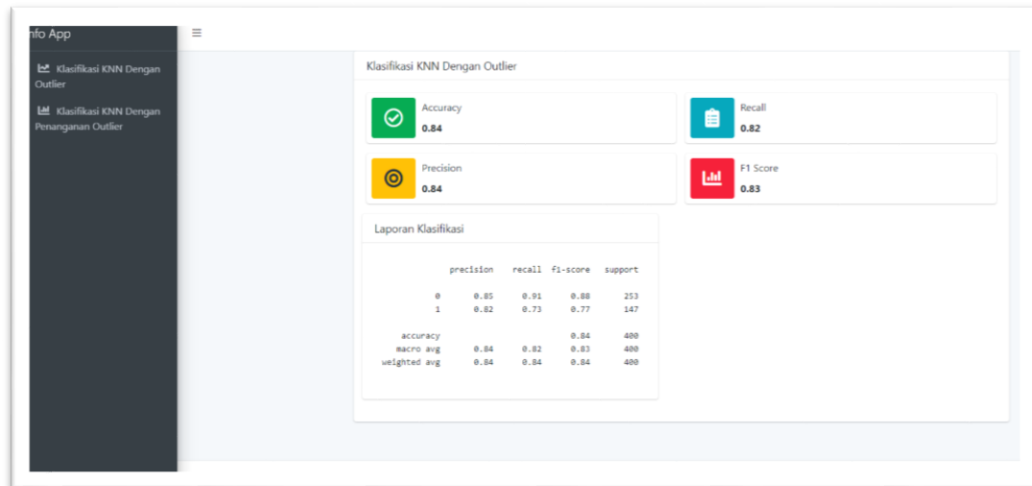 nfo App
Klasifikasi KNN Dengan
Outlier
Klasifikasi KNN Dengan
Penanganan Outlier
Klasifikasi KNN Dengan Outlier
Accuracy
0.84
Recall
0.82
Precision
0.84
F1 Score
0.83
Laporan Klasifikasi
precision recall f1-score support
0 0.85 0.91 0.88 253
1 0.82 0.73 0.77 147
accuracy 0.84 400
macro avg 0.84 0.82 0.83 400
weighted avg 0.84 0.84 0.84 400